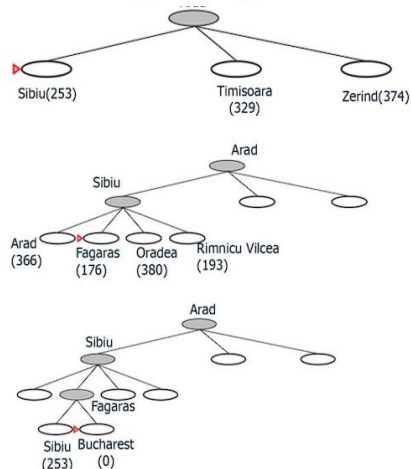 Sibiu(253)
Timisoara
(329)
Zerind(374)
Arad
Sibiu
Arad
(366)
Fagaras
(176)
Oradea
(380)
Rimnicu Vilcea
(193)
Arad
Sibiu
Fagaras
Sibiu
(253)
Bucharest
(0)